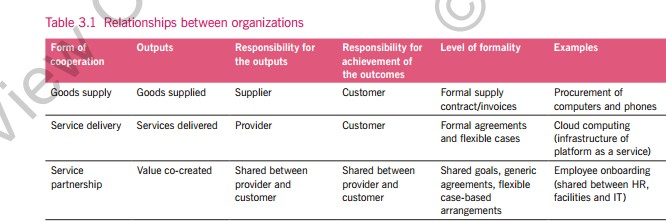 Table 3.1 Relationships between organizations
Form of cooperation | Outputs | Responsibility for the outputs | Responsibility for achievement of the outcomes | Level of formality | Examples
Goods supply | Goods supplied | Supplier | Customer | Formal supply contract/invoices | Procurement of computers and phones
Service delivery | Services delivered | Provider | Customer | Formal agreements and flexible cases | Cloud computing (infrastructure of platform as a service)
Service partnership | Value co-created | Shared between provider and customer | Shared between provider and customer | Shared goals, generic agreements, flexible case-based arrangements | Employee onboarding (shared between HR, facilities and IT)
View
©